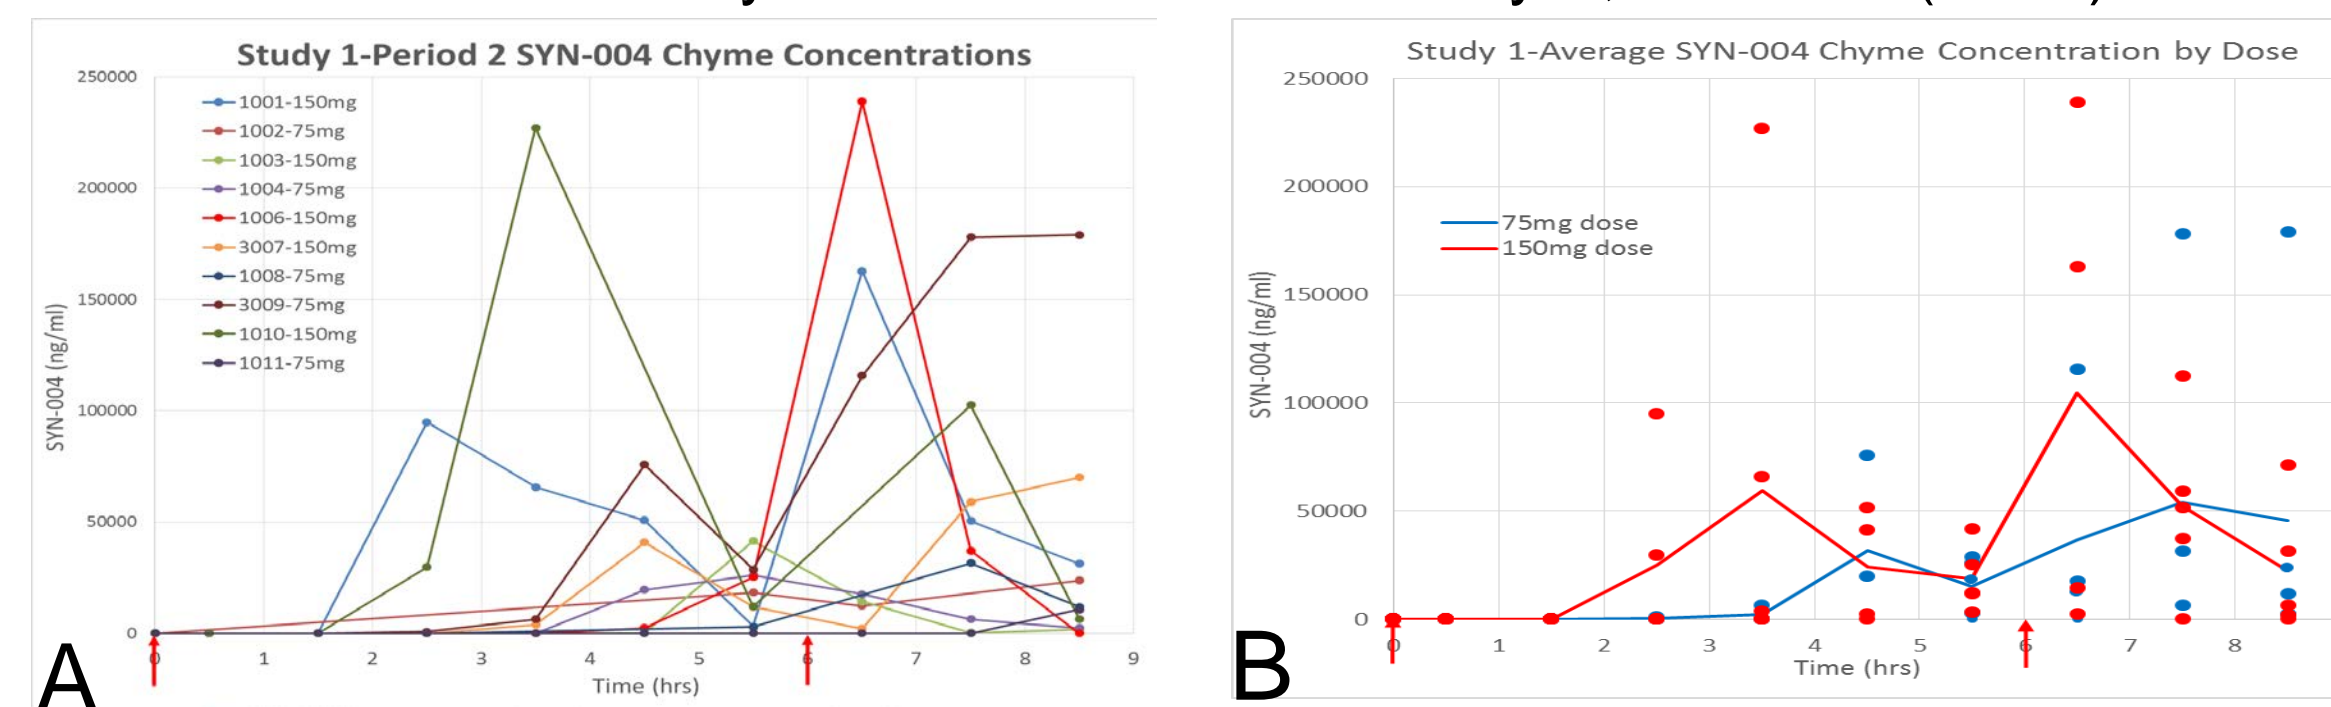 Study 1-Period 2 SYN-004 Chyme Concentrations
250000
200000
150000
100000
50000
0
SYN-004 (ng/ml)
1001-150mg
1002-75mg
1003-150mg
1004-75mg
1006-150mg
3007-150mg
1008-75mg
3009-75mg
1010-150mg
1011-75mg
0 1 2 3 4 5 6 7 8 9
Time (hrs)
A
Study 1-Average SYN-004 Chyme Concentration by Dose
250000
200000
150000
100000
50000
0
SYN-004 (ng/ml)
75mg dose
150mg dose
0 1 2 3 4 5 6 7 8
Time (hrs)
B